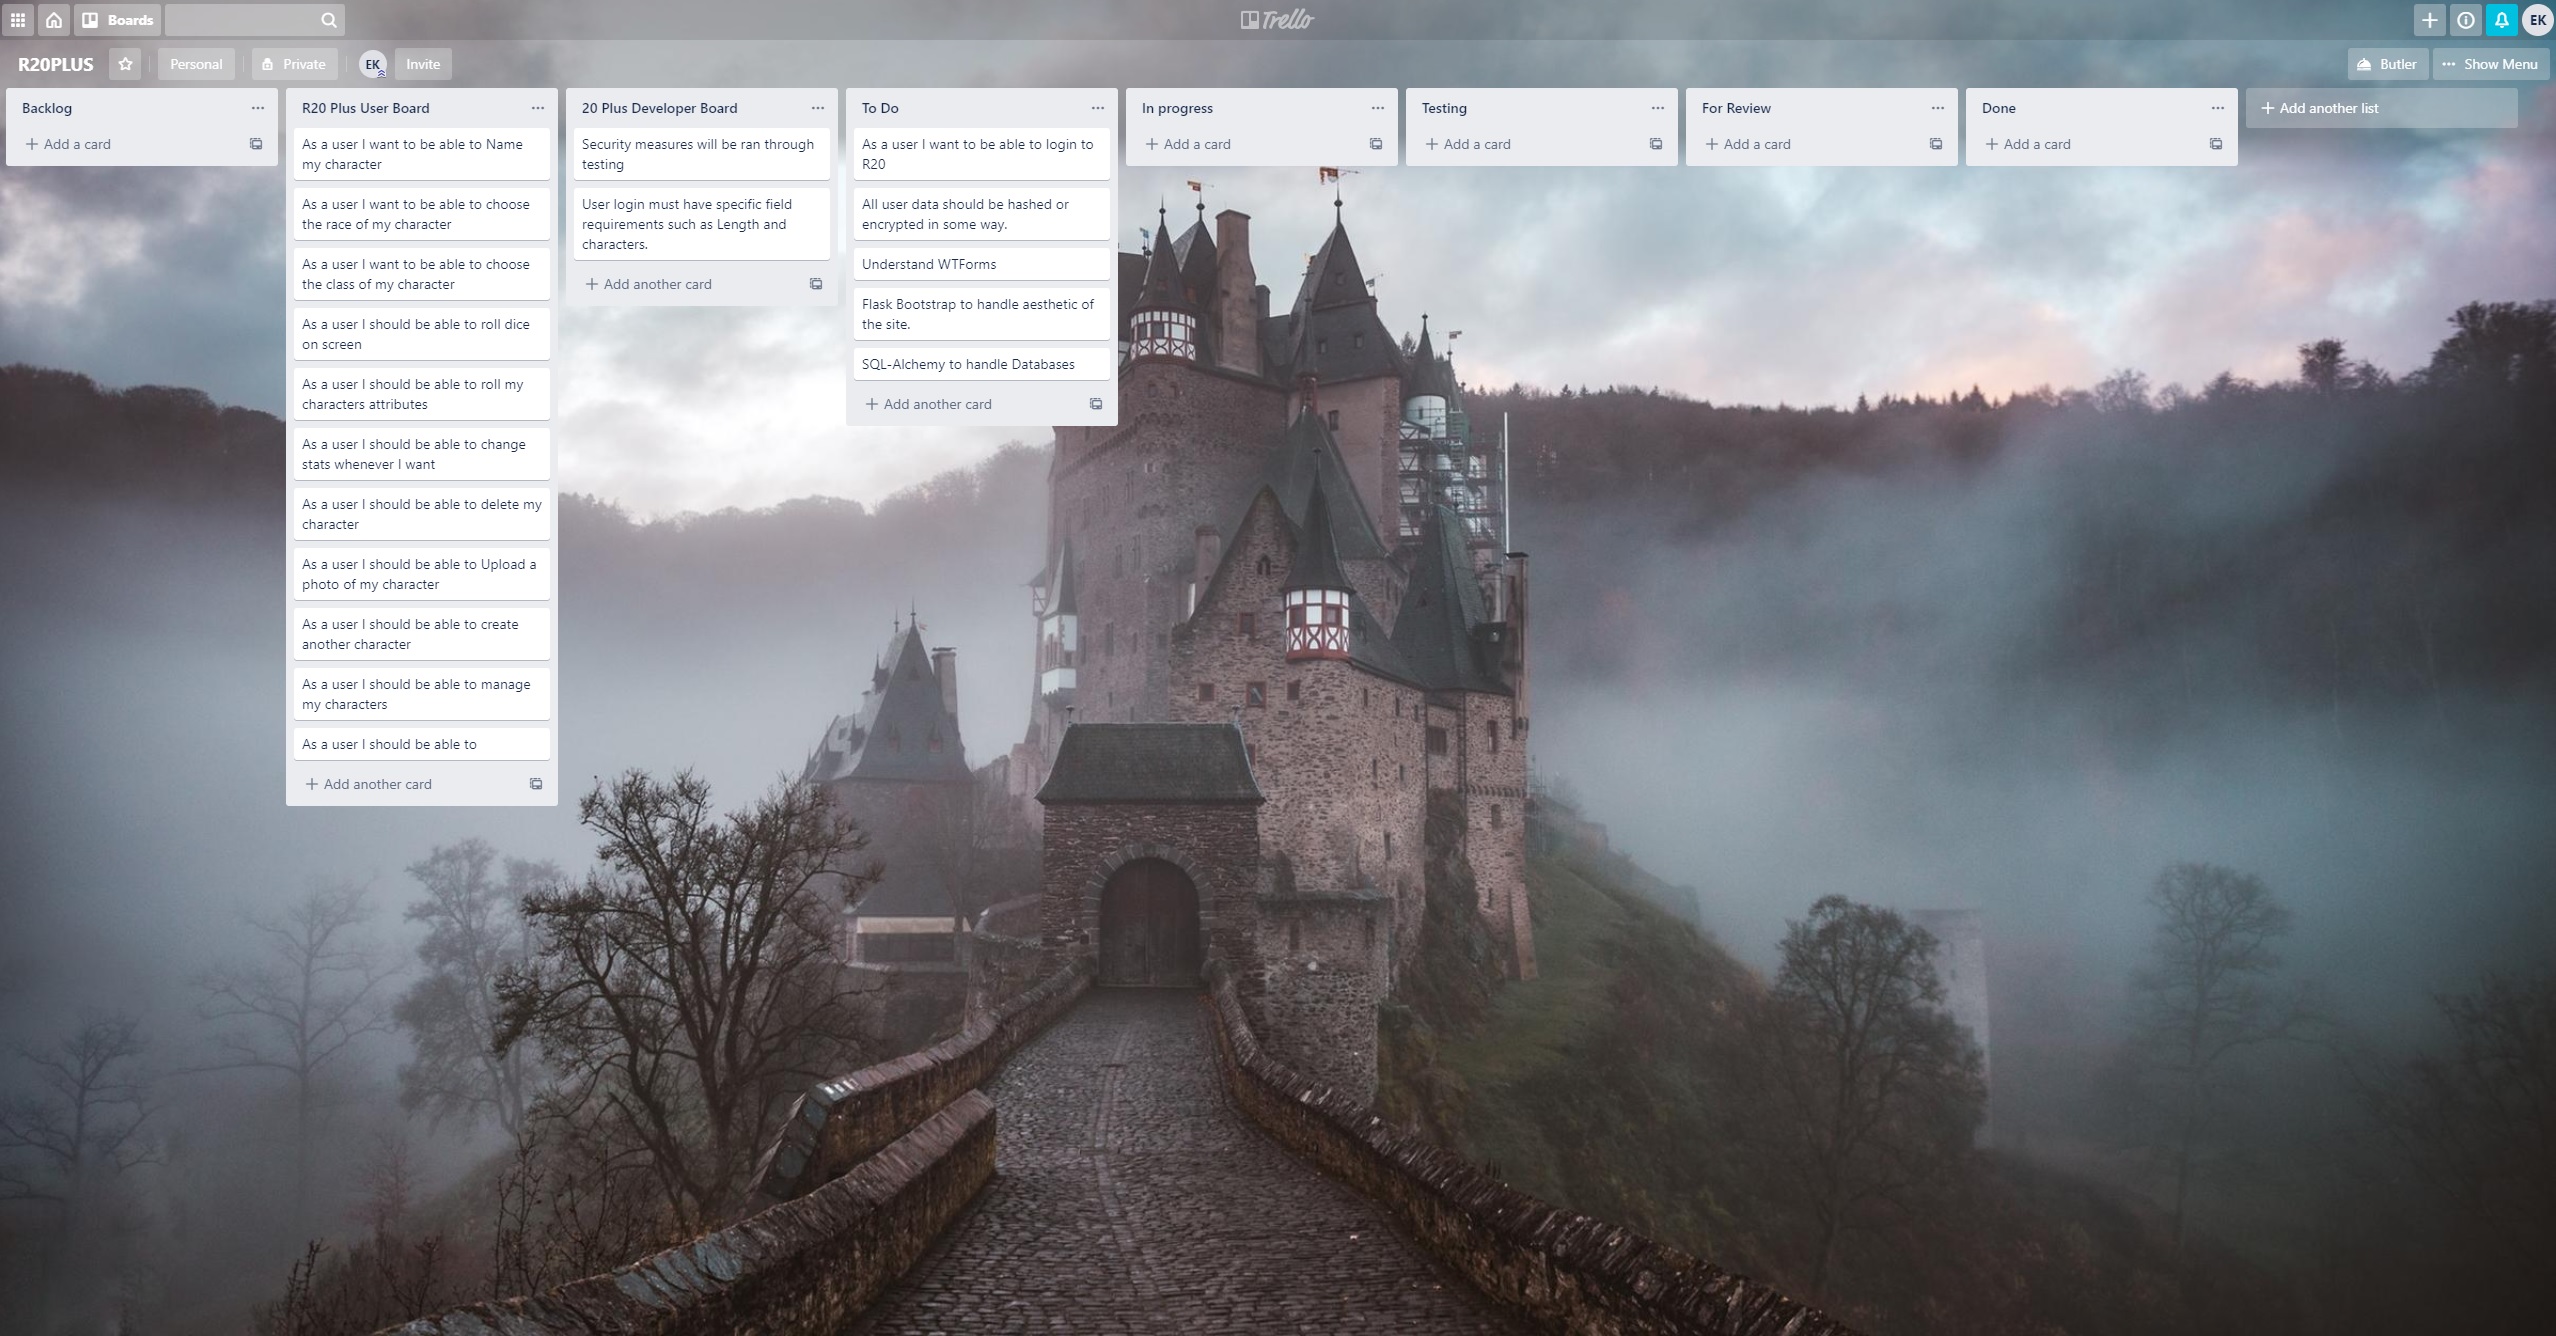 Boards
Trello
EK
R20PLUS
Personal
Private
EK
Invite
Butler
Show Menu
Backlog
Add a card
R20 Plus User Board
As a user I want to be able to Name
my character
As a user I want to be able to choose
the race of my character
As a user I want to be able to choose
the class of my character
As a user I should be able to roll dice
on screen
As a user I should be able to roll my
characters attributes
As a user I should be able to change
stats whenever I want
As a user I should be able to delete my
character
As a user I should be able to Upload a
photo of my character
As a user I should be able to create
another character
As a user I should be able to manage
my characters
As a user I should be able to
Add another card
20 Plus Developer Board
Security measures will be ran through
testing
User login must have specific field
requirements such as Length and
characters.
Add another card
To Do
As a user I want to be able to login to
R20
All user data should be hashed or
encrypted in some way.
Understand WTForms
Flask Bootstrap to handle aesthetic of
the site.
SQL-Alchemy to handle Databases
Add another card
In progress
Add a card
Testing
Add a card
For Review
Add a card
Done
Add a card
Add another list